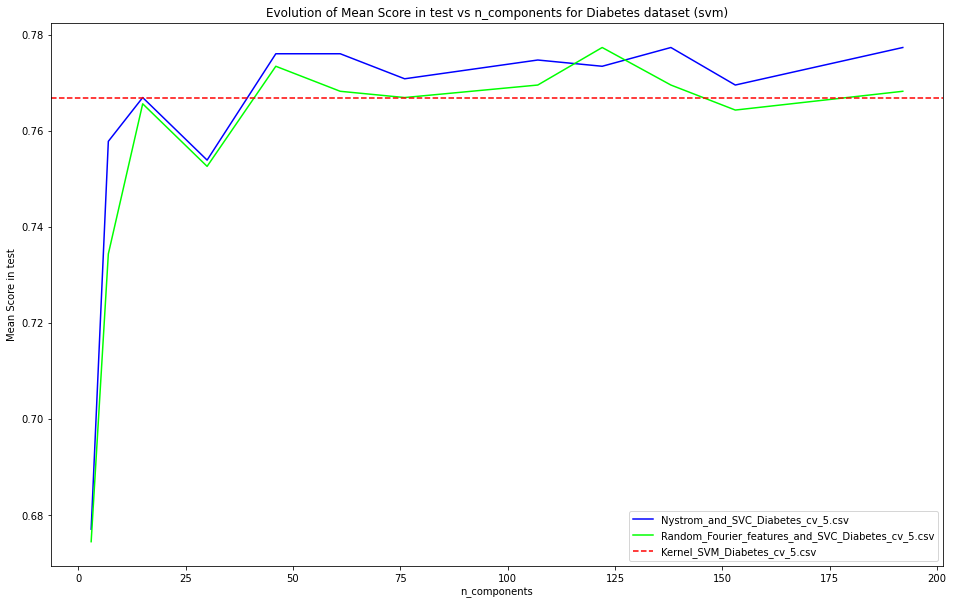 Evolution of Mean Score in test vs n_components for Diabetes dataset (svm)
0.78
0.76
0.74
0.72
0.70
0.68
Mean Score in test
0
25
50
75
100
125
150
175
200
n_components
Nystrom_and_SVC_Diabetes_cv_5.csv
Random_Fourier_features_and_SVC_Diabetes_cv_5.csv
Kernel_SVM_Diabetes_cv_5.csv